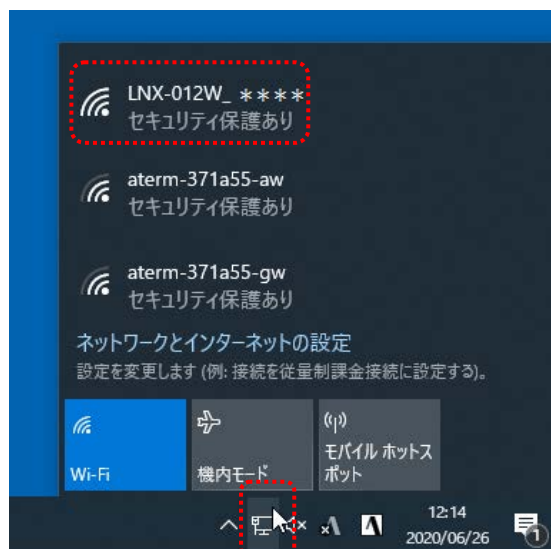 LNX-012W_ ****
セキュリティ保護あり
aterm-371a55-aw
セキュリティ保護あり
aterm-371a55-gw
セキュリティ保護あり
ネットワークとインターネットの設定
設定を変更します (例: 接続を従量制課金接続に設定する)。
Wi-Fi
機内モード
モバイル ホットス
ポット
12:14
2020/06/26
1